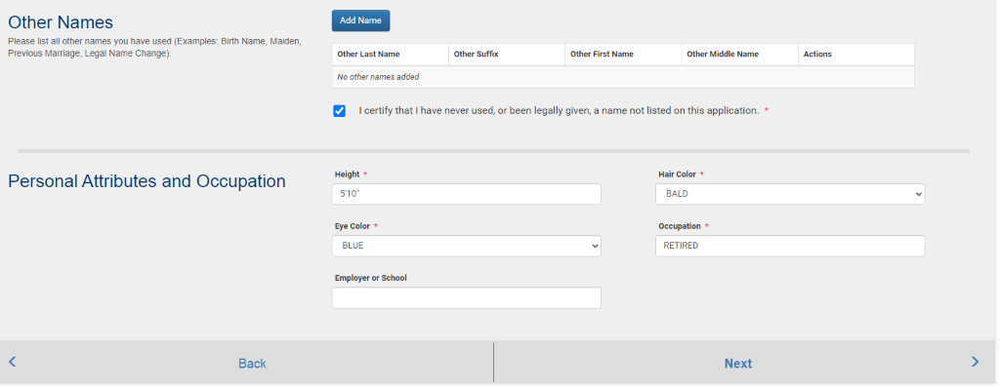 Other Names
Please list all other names you have used (Examples: Birth Name, Maiden,
Previous Marriage, Legal Name Change).
Add Name
Other Last Name Other Suffix Other First Name Other Middle Name Actions
No other names added
I certify that I have never used, or been legally given, a name not listed on this application. *
Personal Attributes and Occupation
Height * Hair Color *
5'10" BALD
Eye Color * Occupation *
BLUE RETIRED
Employer or School
Back Next